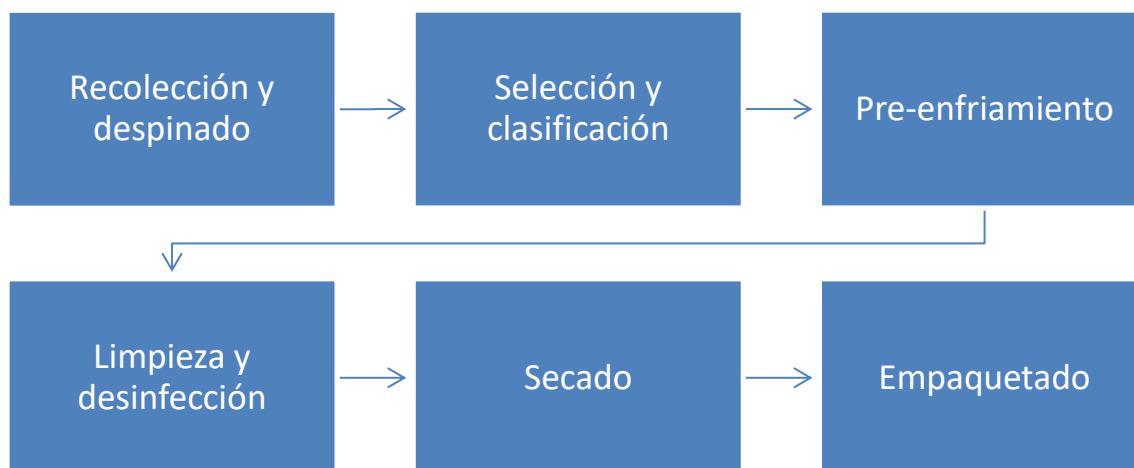 Recolección y
despinado
Selección y
clasificación
Pre-enfriamiento
Limpieza y
desinfección
Secado
Empaquetado